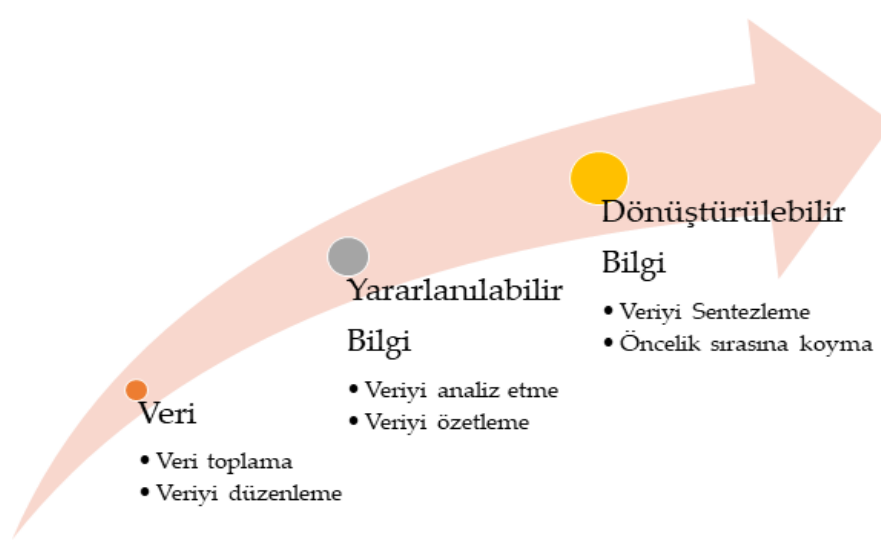 Veri
• Veri toplama
• Veriyi düzenleme
Yararlanılabilir
Bilgi
• Veriyi analiz etme
• Veriyi özetleme
Dönüştürülebilir
Bilgi
• Veriyi Sentezleme
• Öncelik sırasına koyma